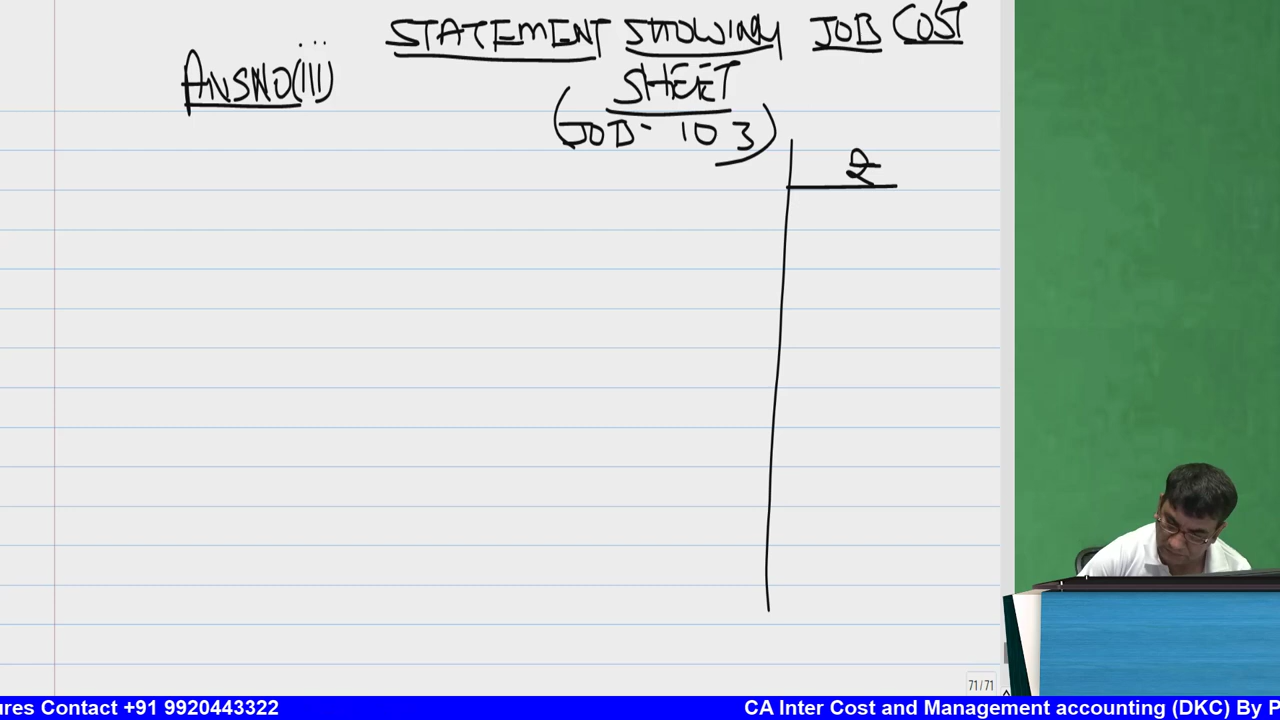 STATEMENT SHOWING JOB COST
ANSNO(iii)
SHEET
(JOB- 103)
₹
71/71
ures Contact +91 9920443322
CA Inter Cost and Management accounting (DKC) By P